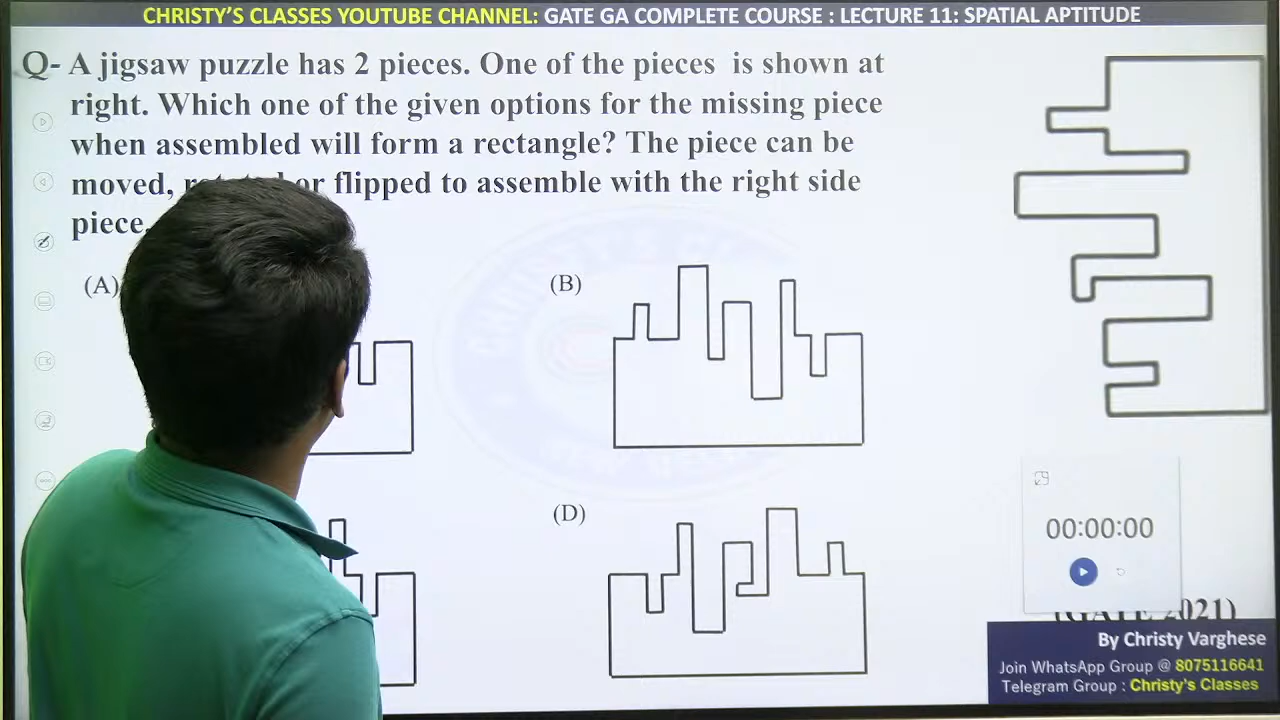 CHRISTY'S CLASSES YOUTUBE CHANNEL: GATE GA COMPLETE COURSE : LECTURE 11: SPATIAL APTITUDE
Q- A jigsaw puzzle has 2 pieces. One of the pieces is shown at
right. Which one of the given options for the missing piece
when assembled will form a rectangle? The piece can be
moved, or flipped to assemble with the right side
piece.
(A)
(B)
(D)
00:00:00
(GATE 2021)
By Christy Varghese
Join WhatsApp Group @ 8075116641
Telegram Group : Christy's Classes